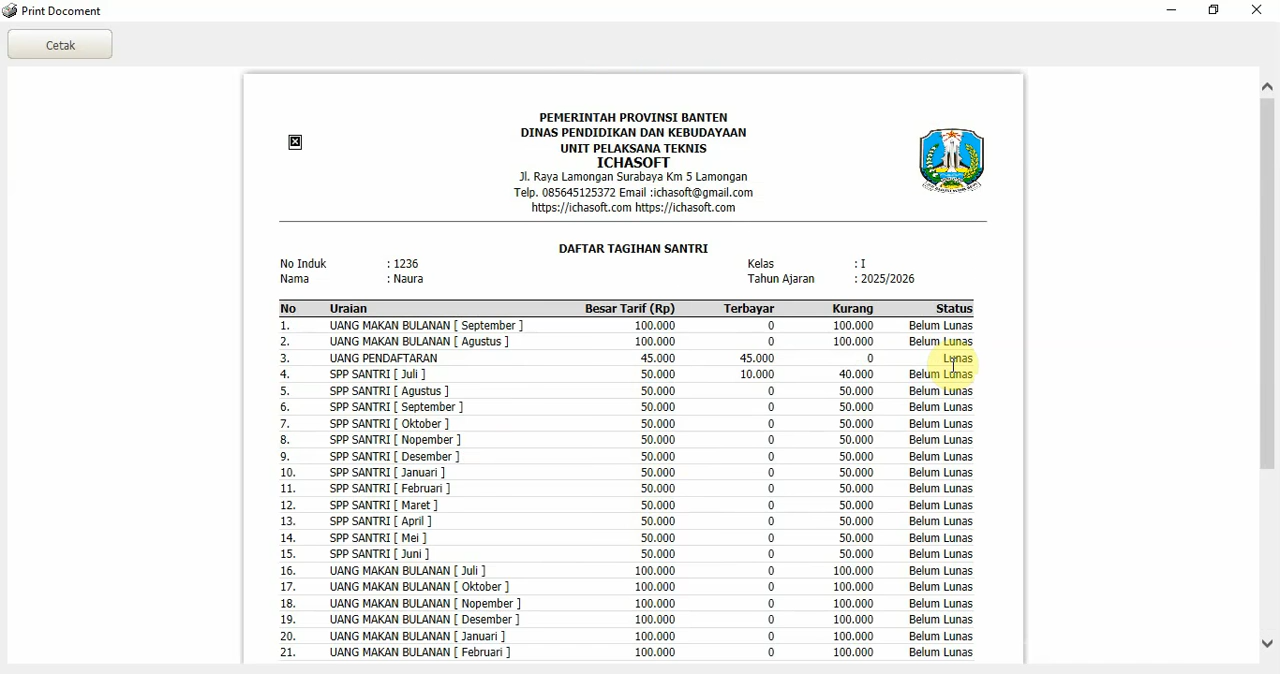 Print Document
Cetak
PEMERINTAH PROVINSI BANTEN
DINAS PENDIDIKAN DAN KEBUDAYAAN
UNIT PELAKSANA TEKNIS
ICHASOFT
Jl. Raya Lamongan Surabaya Km 5 Lamongan
Telp. 085645125372 Email :ichasoft@gmail.com
https://ichasoft.com https://ichasoft.com
DAFTAR TAGIHAN SANTRI
No Induk : 1236 Kelas : I
Nama : Naura Tahun Ajaran : 2025/2026
No Uraian Besar Tarif (Rp) Terbayar Kurang Status
1. UANG MAKAN BULANAN [ September ] 100.000 0 100.000 Belum Lunas
2. UANG MAKAN BULANAN [ Agustus ] 100.000 0 100.000 Belum Lunas
3. UANG PENDAFTARAN 45.000 45.000 0 Lunas
4. SPP SANTRI [ Juli ] 50.000 10.000 40.000 Belum Lunas
5. SPP SANTRI [ Agustus ] 50.000 0 50.000 Belum Lunas
6. SPP SANTRI [ September ] 50.000 0 50.000 Belum Lunas
7. SPP SANTRI [ Oktober ] 50.000 0 50.000 Belum Lunas
8. SPP SANTRI [ Nopember ] 50.000 0 50.000 Belum Lunas
9. SPP SANTRI [ Desember ] 50.000 0 50.000 Belum Lunas
10. SPP SANTRI [ Januari ] 50.000 0 50.000 Belum Lunas
11. SPP SANTRI [ Februari ] 50.000 0 50.000 Belum Lunas
12. SPP SANTRI [ Maret ] 50.000 0 50.000 Belum Lunas
13. SPP SANTRI [ April ] 50.000 0 50.000 Belum Lunas
14. SPP SANTRI [ Mei ] 50.000 0 50.000 Belum Lunas
15. SPP SANTRI [ Juni ] 50.000 0 50.000 Belum Lunas
16. UANG MAKAN BULANAN [ Juli ] 100.000 0 100.000 Belum Lunas
17. UANG MAKAN BULANAN [ Oktober ] 100.000 0 100.000 Belum Lunas
18. UANG MAKAN BULANAN [ Nopember ] 100.000 0 100.000 Belum Lunas
19. UANG MAKAN BULANAN [ Desember ] 100.000 0 100.000 Belum Lunas
20. UANG MAKAN BULANAN [ Januari ] 100.000 0 100.000 Belum Lunas
21. UANG MAKAN BULANAN [ Februari ] 100.000 0 100.000 Belum Lunas